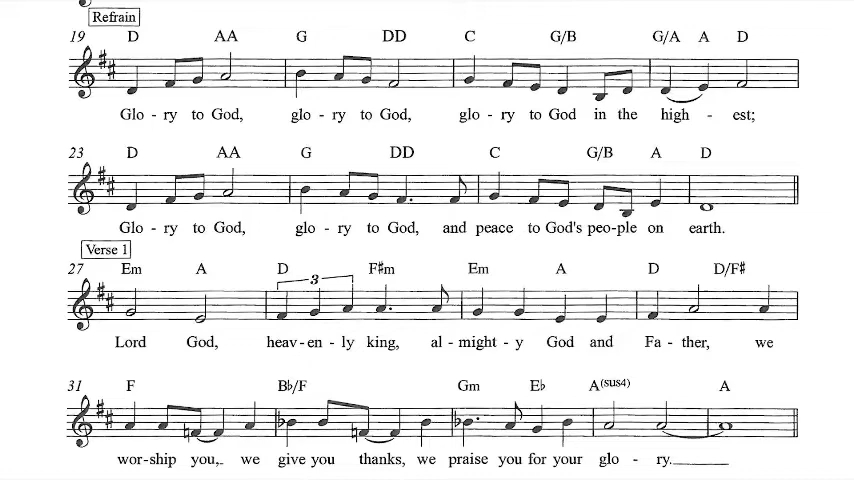 Refrain
19 D AA G DD C G/B G/A A D
Glo - ry to God, glo - ry to God, glo - ry to God in the high - est;
23 D AA G DD C G/B A D
Glo - ry to God, glo - ry to God, and peace to God's peo-ple on earth.
Verse 1
27 Em A D 3 F#m Em A D D/F#
Lord God, heav-en-ly king, al-might-y God and Fa-ther, we
31 F B♭/F Gm E♭ A(sus4) A
wor-ship you, we give you thanks, we praise you for your glo - ry.